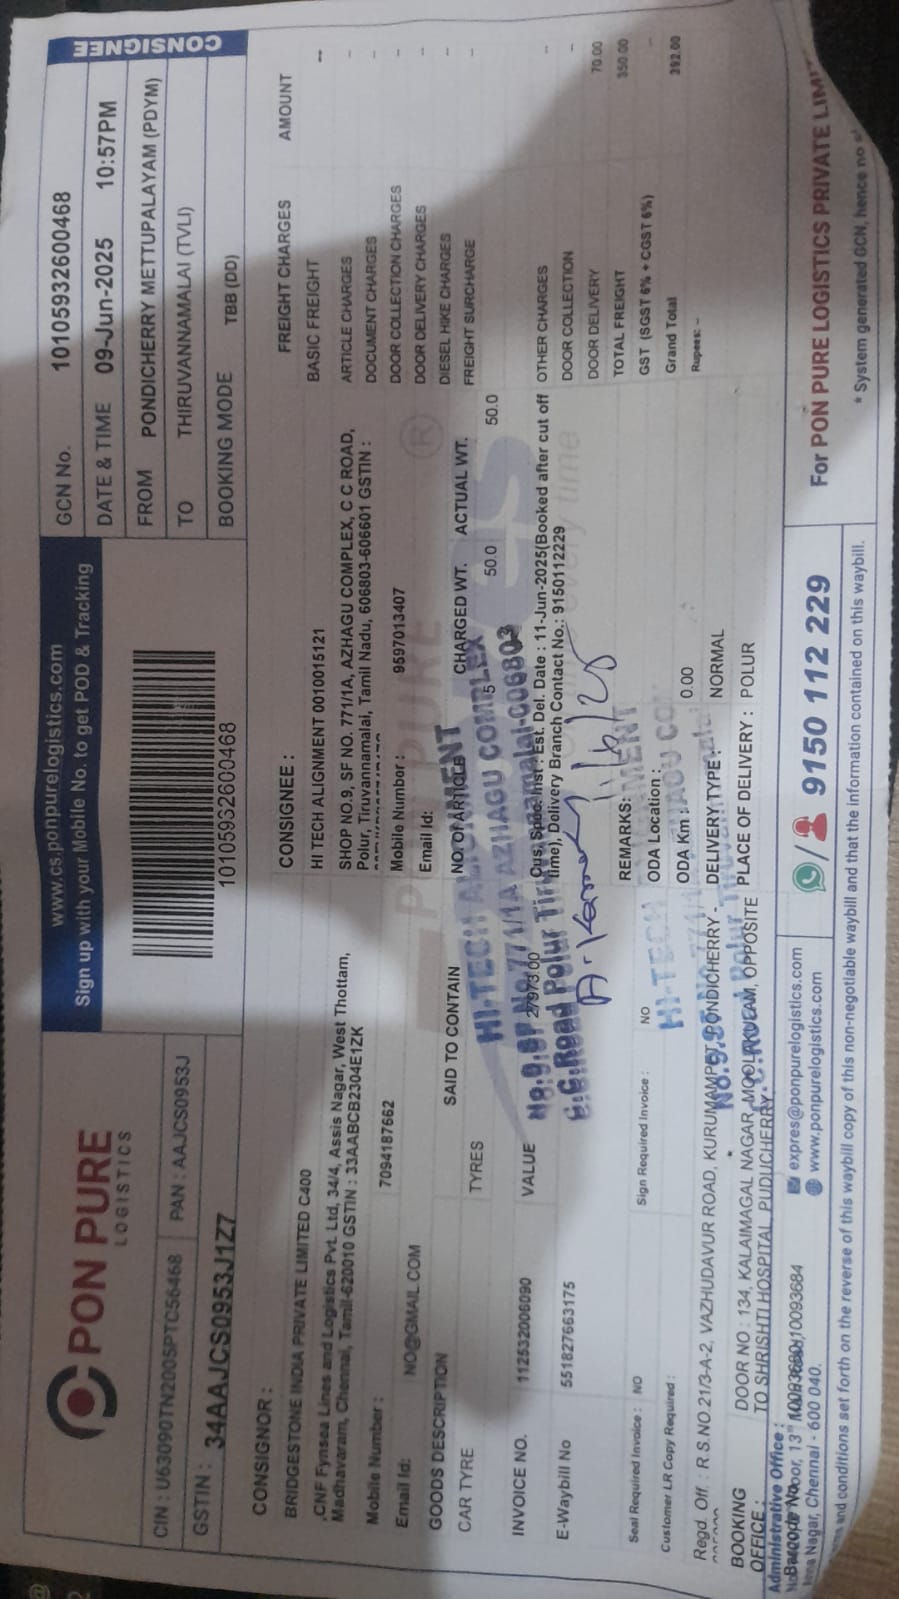 PON PURE
LOGISTICS
CIN : U63090TN2005PTC56468 PAN : AAJCS0953J
GSTIN : 34AAJCS0953J1Z7
www.cs.ponpurelogistics.com
Sign up with your Mobile No. to get POD & Tracking
10105932600468
CONSIGNEE
GCN No. 10105932600468
DATE & TIME 09-Jun-2025 10:57PM
FROM PONDICHERRY METTUPALAYAM (PDYM)
TO THIRUVANNAMALAI (TVLI)
BOOKING MODE TBB (DD)
CONSIGNOR :
BRIDGESTONE INDIA PRIVATE LIMITED C400
,CNF Fynsea Lines and Logistics Pvt. Ltd, 34/4, Assis Nagar, West Thottam,
Madhavaram, Chennai, Tamil-620010 GSTIN : 33AABCB2304E1ZK
Mobile Number : 7094187662
Email Id: NO@GMAIL.COM
CONSIGNEE :
HI TECH ALIGNMENT 0010015121
SHOP NO.9, SF NO. 771/1A, AZHAGU COMPLEX, C C ROAD,
Polur, Tiruvannamalai, Tamil Nadu, 606803-606601 GSTIN :
Mobile Number : 9597013407
Email Id:
GOODS DESCRIPTION SAID TO CONTAIN NO. OF ARTICLE CHARGED WT. ACTUAL WT.
CAR TYRE TYRES 5 50.0 50.0
INVOICE NO. 112532006090 VALUE 27973.00
E-Waybill No 551827663175
Cus. Spec. Inst : Est. Del. Date : 11-Jun-2025(Booked after cut off
time), Delivery Branch Contact No.: 9150112229
HI-TECH ALIGNMENT
No.9.SF No.771/1A AZHAGU COMPLEX
C.C.Road Polur Tiruvannamalai-606803
11/6/25
Seal Required Invoice : NO Sign Required Invoice : NO
Customer LR Copy Required :
REMARKS:
ODA Location :
ODA Km : 0.00
DELIVERY TYPE : NORMAL
PLACE OF DELIVERY : POLUR
FREIGHT CHARGES AMOUNT
BASIC FREIGHT --
ARTICLE CHARGES –
DOCUMENT CHARGES –
DOOR COLLECTION CHARGES –
DOOR DELIVERY CHARGES –
DIESEL HIKE CHARGES –
FREIGHT SURCHARGE –
OTHER CHARGES –
DOOR COLLECTION –
DOOR DELIVERY 70.00
TOTAL FREIGHT 350.00
GST (SGST 6% + CGST 6%) –
Grand Total 392.00
Rupees: –
Regd. Off : R.S.NO.21/3-A-2, VAZHUDAVUR ROAD, KURUMAMPET, PONDICHERRY -
BOOKING OFFICE : DOOR NO : 134, KALAIMAGAL NAGAR, MOOLAKULAM, OPPOSITE
TO SHRISHTI HOSPITAL, PUDUCHERRY.
Administrative Office :
Anna Nagar, Chennai - 600 040.
express@ponpurelogistics.com
www.ponpurelogistics.com
9150 112 229
For PON PURE LOGISTICS PRIVATE
and conditions set forth on the reverse of this waybill copy of this non-negotiable waybill and that the information contained on this waybill.
* System generated GCN, hence no